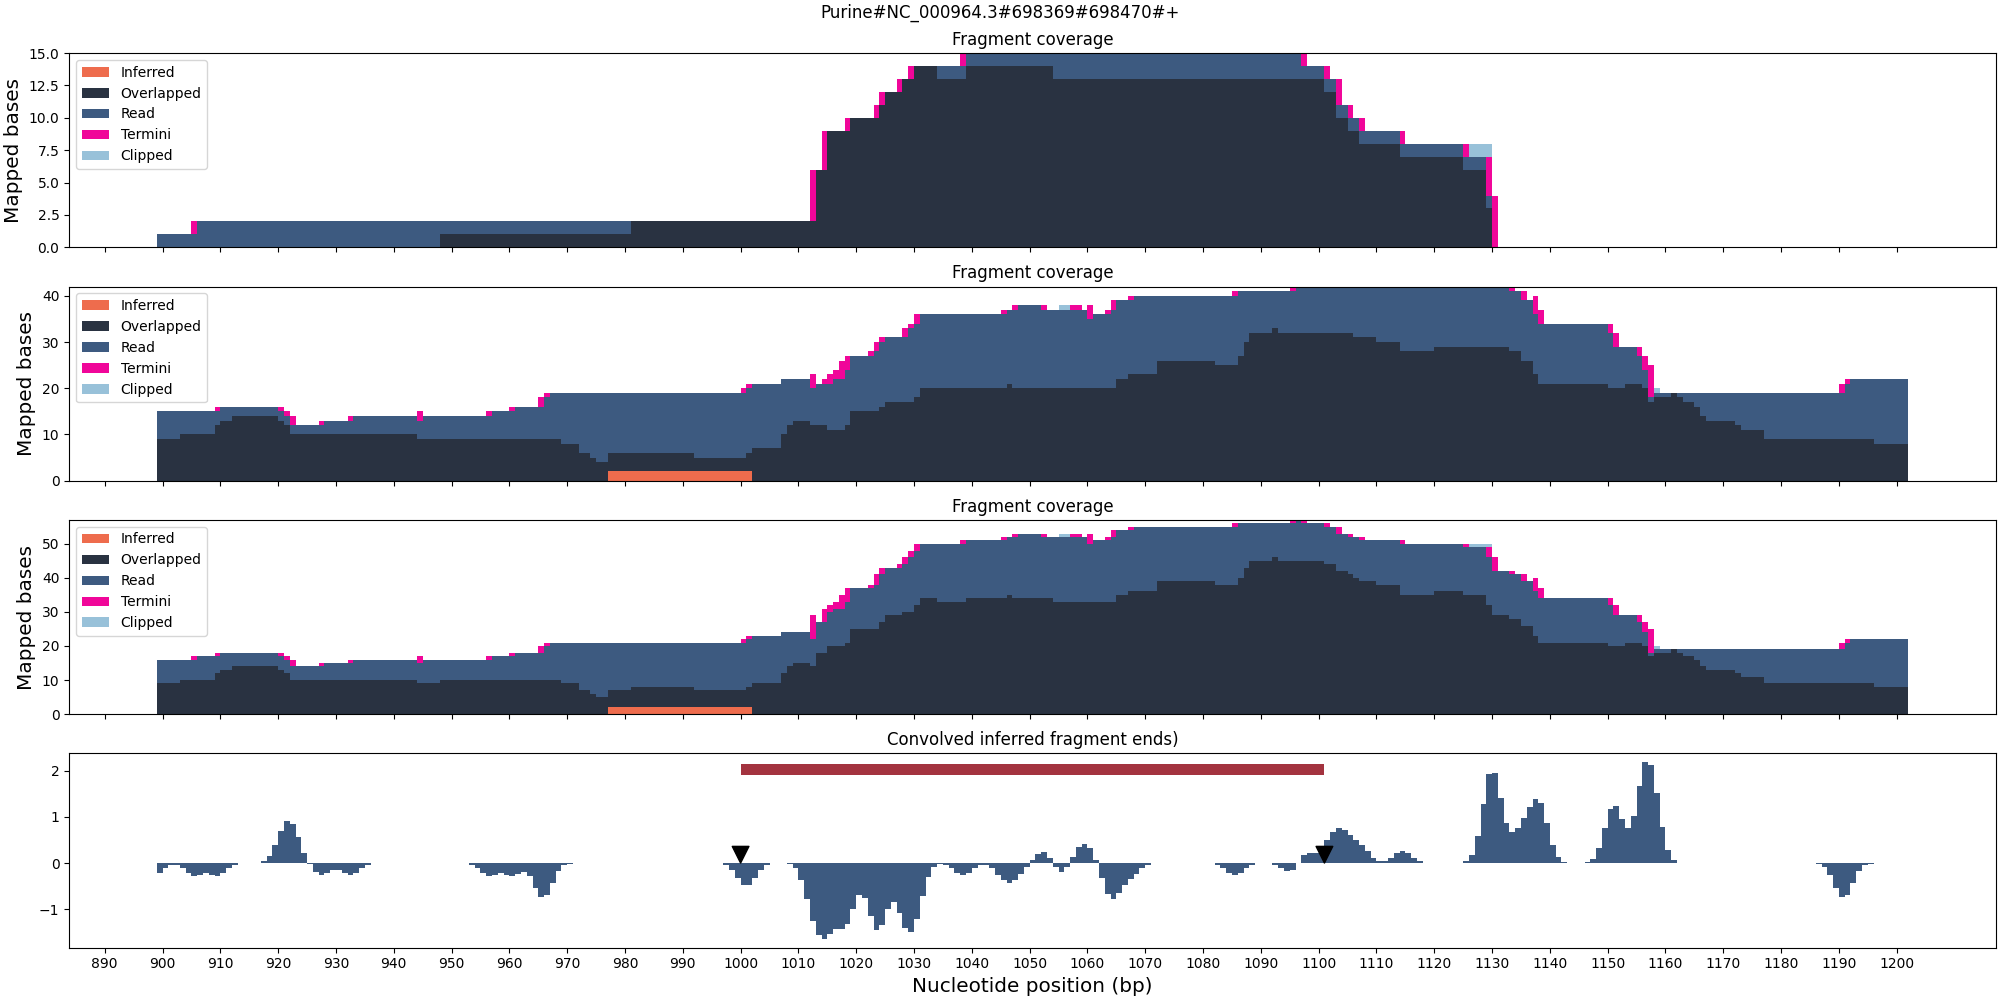 Purine#NC_000964.3#698369#698470#+
Fragment coverage
Mapped bases
15.0
12.5
10.0
7.5
5.0
2.5
0.0
Inferred
Overlapped
Read
Termini
Clipped
Fragment coverage
Mapped bases
40
30
20
10
0
Inferred
Overlapped
Read
Termini
Clipped
Fragment coverage
Mapped bases
50
40
30
20
10
0
Inferred
Overlapped
Read
Termini
Clipped
Convolved inferred fragment ends)
2
1
0
−1
890 900 910 920 930 940 950 960 970 980 990 1000 1010 1020 1030 1040 1050 1060 1070 1080 1090 1100 1110 1120 1130 1140 1150 1160 1170 1180 1190 1200
Nucleotide position (bp)